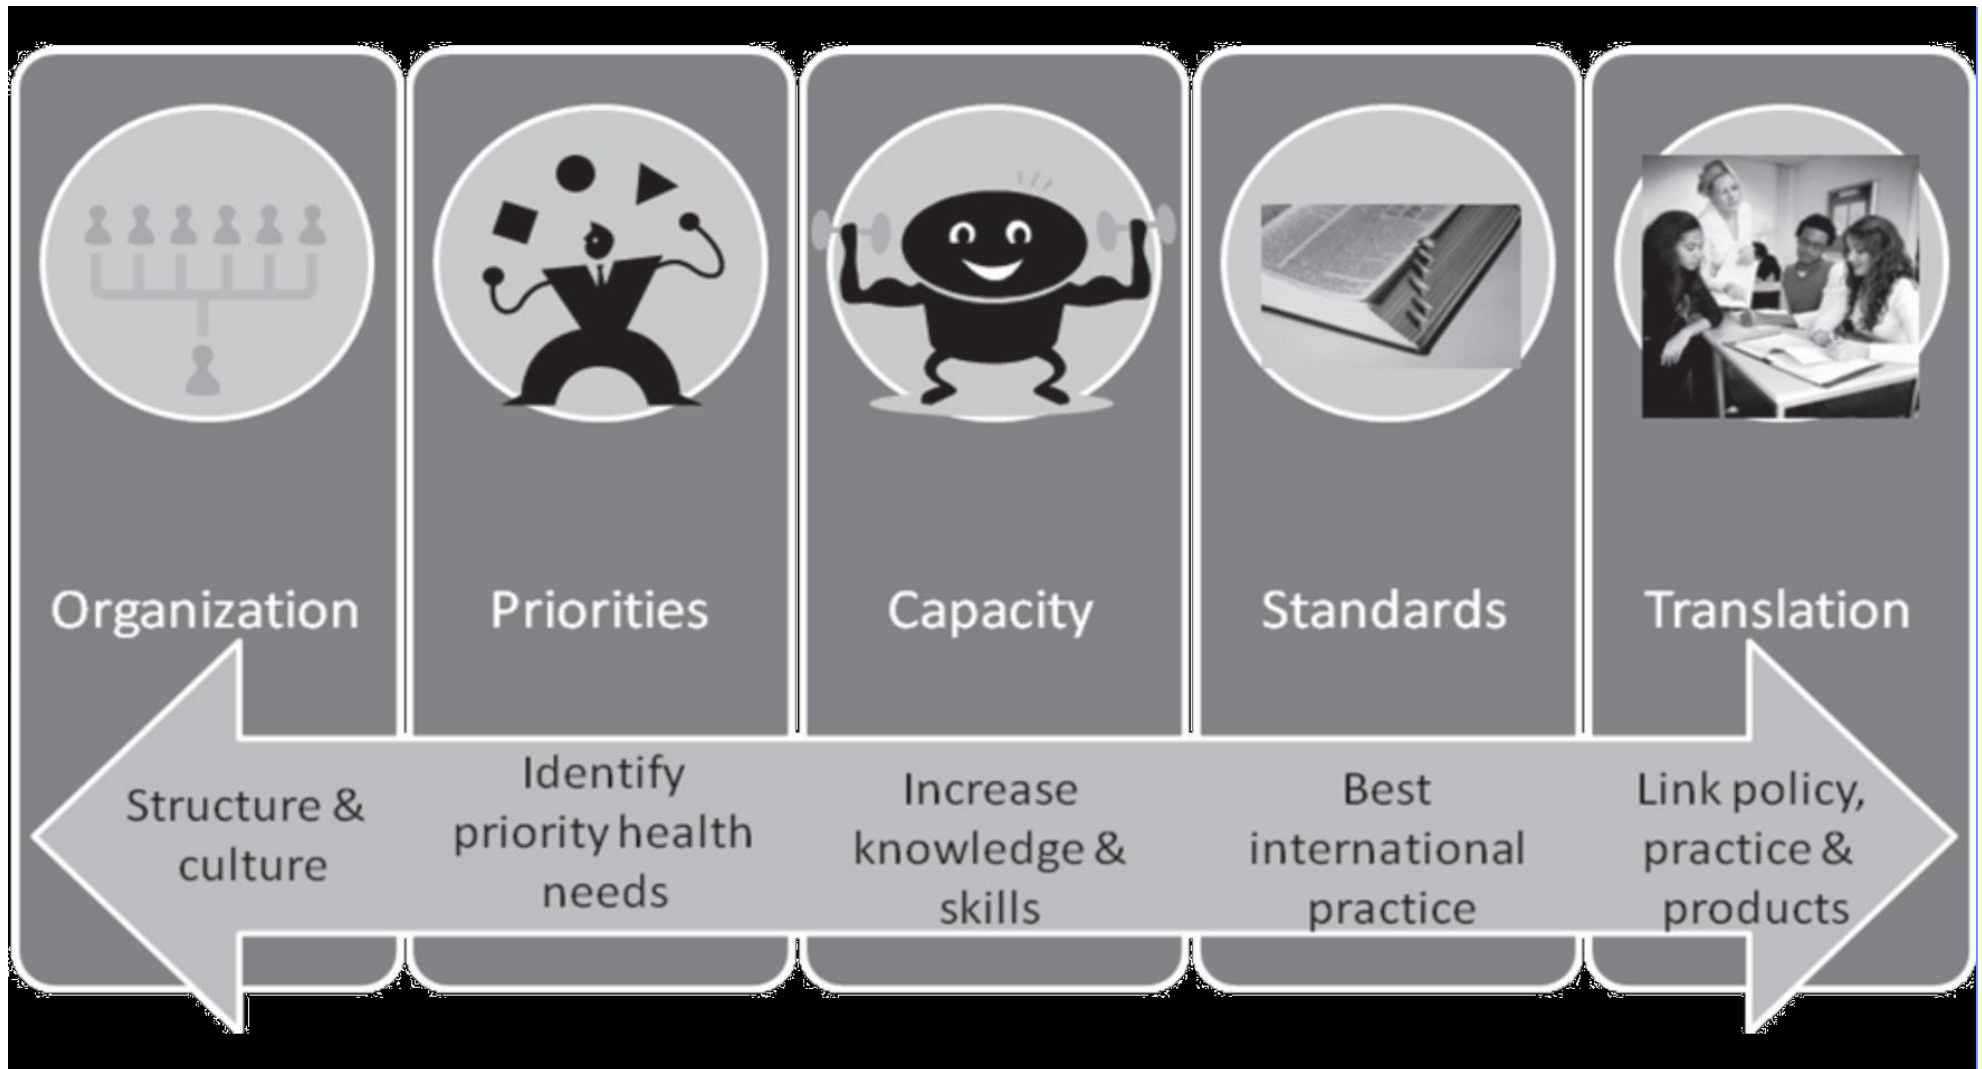 Organization
Priorities
Capacity
Standards
Translation
Structure &
culture
Identify
priority health
needs
Increase
knowledge &
skills
Best
international
practice
Link policy,
practice &
products